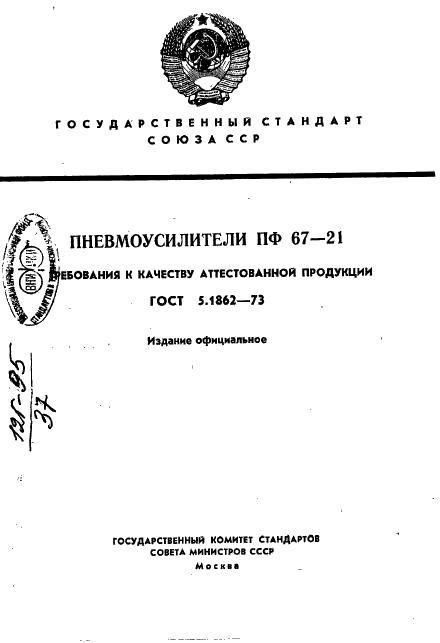 ГОСУДАРСТВЕННЫЙ СТАНДАРТ
СОЮЗА ССР
ПНЕВМОУСИЛИТЕЛИ ПФ 67—21
ТРЕБОВАНИЯ К КАЧЕСТВУ АТТЕСТОВАННОЙ ПРОДУКЦИИ
ГОСТ 5.1862—73
Издание официальное
37
ГОСУДАРСТВЕННЫЙ КОМИТЕТ СТАНДАРТОВ
СОВЕТА МИНИСТРОВ СССР
Москва